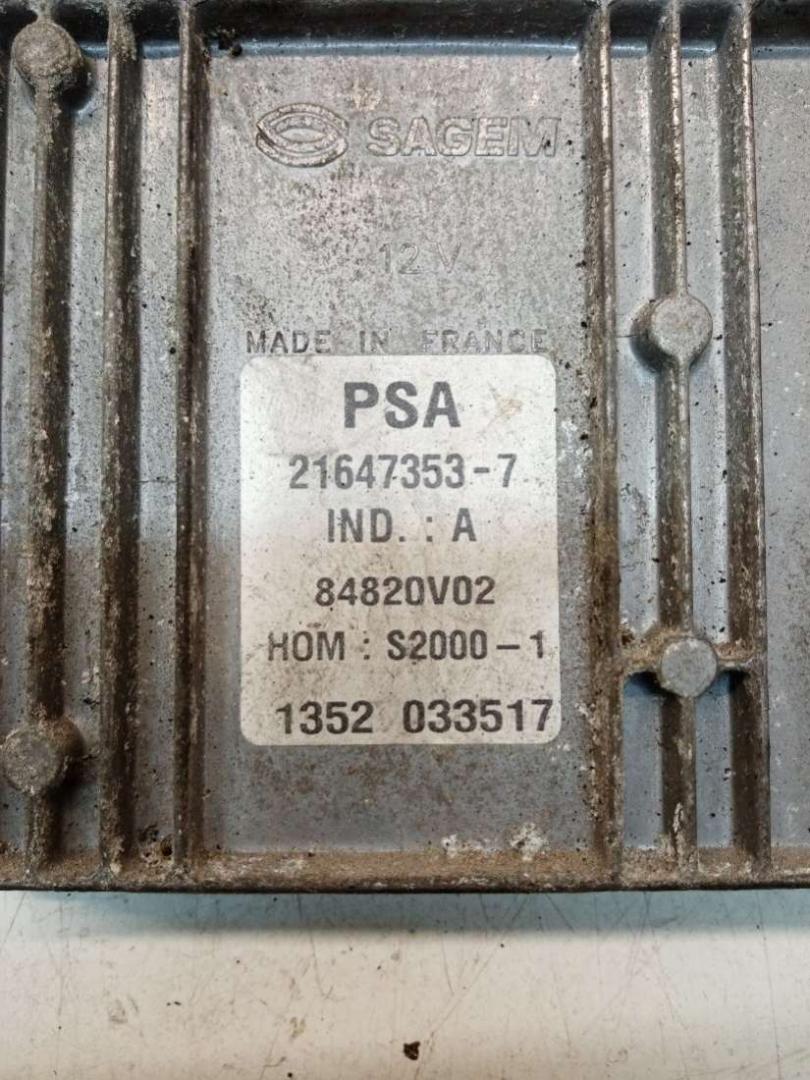 SAGEM
12 V
MADE IN FRANCE
PSA
21647353-7
IND. : A
84820V02
HOM : S2000-1
1352 033517